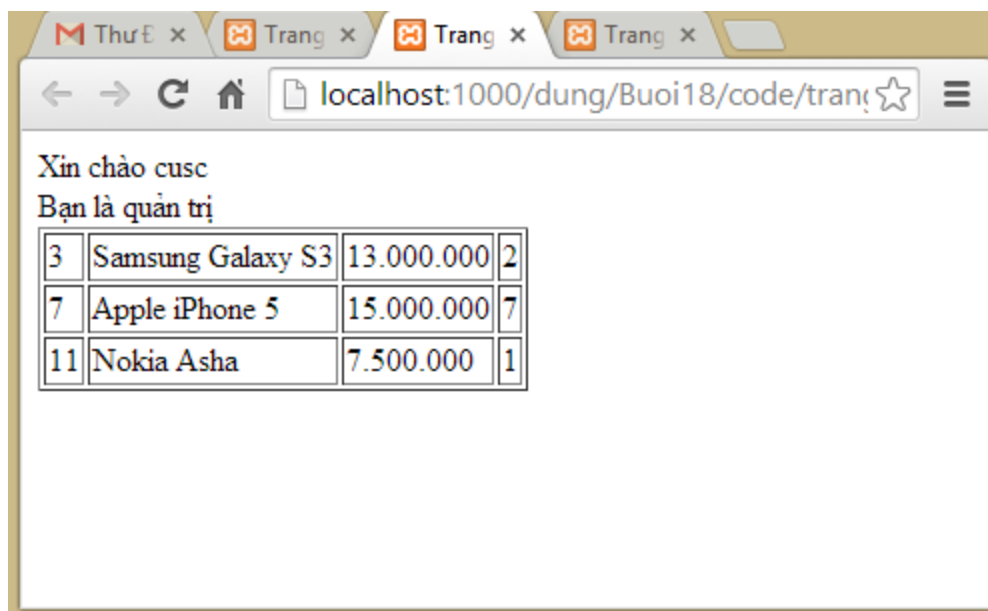 Thư Đ Trang Trang Trang
localhost:1000/dung/Buoi18/code/trang
Xin chào cusc
Bạn là quản trị
3 Samsung Galaxy S3 13.000.000 2
7 Apple iPhone 5 15.000.000 7
11 Nokia Asha 7.500.000 1